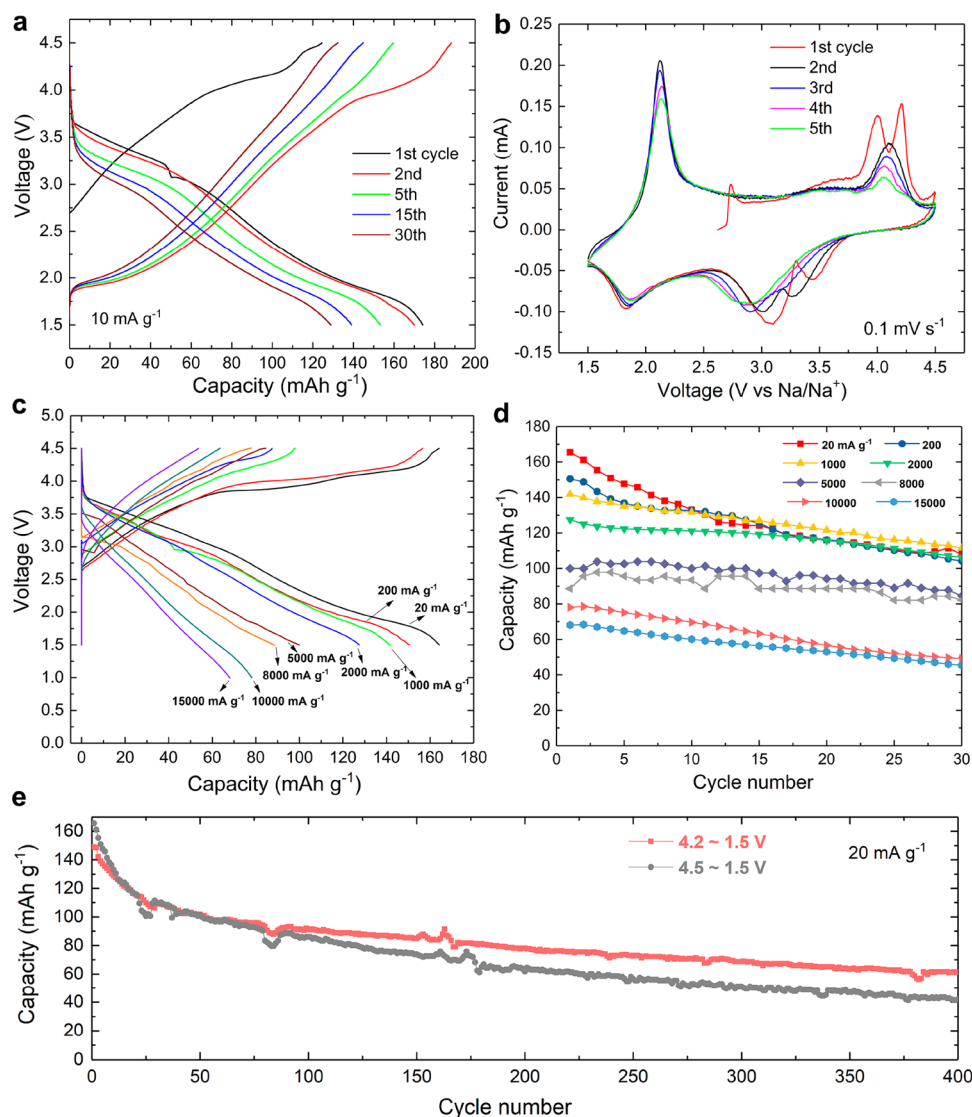 a
4.5
4.0
3.5
3.0
2.5
2.0
1.5
Voltage (V)
1st cycle
2nd
5th
15th
30th
10 mA g⁻¹
0 20 40 60 80 100 120 140 160 180 200
Capacity (mAh g⁻¹)
b
0.25
0.20
0.15
0.10
0.05
0.00
-0.05
-0.10
-0.15
Current (mA)
1st cycle
2nd
3rd
4th
5th
0.1 mV s⁻¹
1.5 2.0 2.5 3.0 3.5 4.0 4.5
Voltage (V vs Na/Na⁺)
c
5.0
4.5
4.0
3.5
3.0
2.5
2.0
1.5
1.0
0.5
0.0
Voltage (V)
200 mA g⁻¹
20 mA g⁻¹
5000 mA g⁻¹
8000 mA g⁻¹
2000 mA g⁻¹
1000 mA g⁻¹
15000 mA g⁻¹
10000 mA g⁻¹
0 20 40 60 80 100 120 140 160 180
Capacity (mAh g⁻¹)
d
180
160
140
120
100
80
60
40
20
0
Capacity (mAh g⁻¹)
20 mA g⁻¹ 200
1000 2000
5000 8000
10000 15000
0 5 10 15 20 25 30
Cycle number
e
160
140
120
100
80
60
40
20
0
Capacity (mAh g⁻¹)
4.2 ~ 1.5 V
4.5 ~ 1.5 V
20 mA g⁻¹
0 50 100 150 200 250 300 350 400
Cycle number